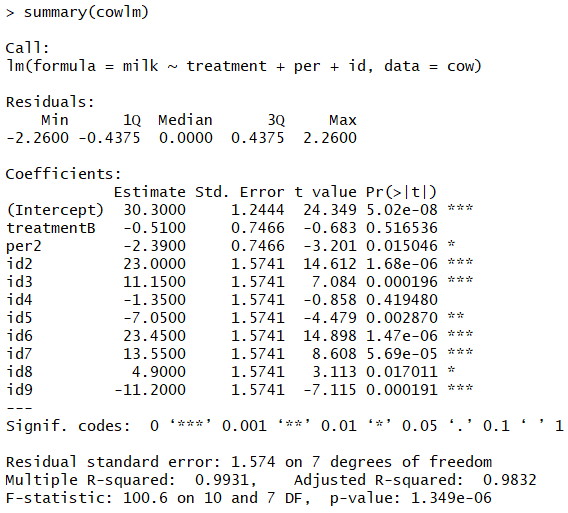 > summary(cowlm)
Call:
lm(formula = milk ~ treatment + per + id, data = cow)
Residuals:
    Min      1Q  Median      3Q     Max
-2.2600 -0.4375  0.0000  0.4375  2.2600
Coefficients:
            Estimate Std. Error t value Pr(>|t|)
(Intercept)  30.3000     1.2444  24.349 5.02e-08 ***
treatmentB   -0.5100     0.7466  -0.683 0.516536
per2         -2.3900     0.7466  -3.201 0.015046 *
id2          23.0000     1.5741  14.612 1.68e-06 ***
id3          11.1500     1.5741   7.084 0.000196 ***
id4          -1.3500     1.5741  -0.858 0.419480
id5          -7.0500     1.5741  -4.479 0.002870 **
id6          23.4500     1.5741  14.898 1.47e-06 ***
id7          13.5500     1.5741   8.608 5.69e-05 ***
id8           4.9000     1.5741   3.113 0.017011 *
id9         -11.2000     1.5741  -7.115 0.000191 ***
---
Signif. codes:  0 ‘***’ 0.001 ‘**’ 0.01 ‘*’ 0.05 ‘.’ 0.1 ‘ ’ 1
Residual standard error: 1.574 on 7 degrees of freedom
Multiple R-squared:  0.9931,    Adjusted R-squared:  0.9832
F-statistic: 100.6 on 10 and 7 DF,  p-value: 1.349e-06